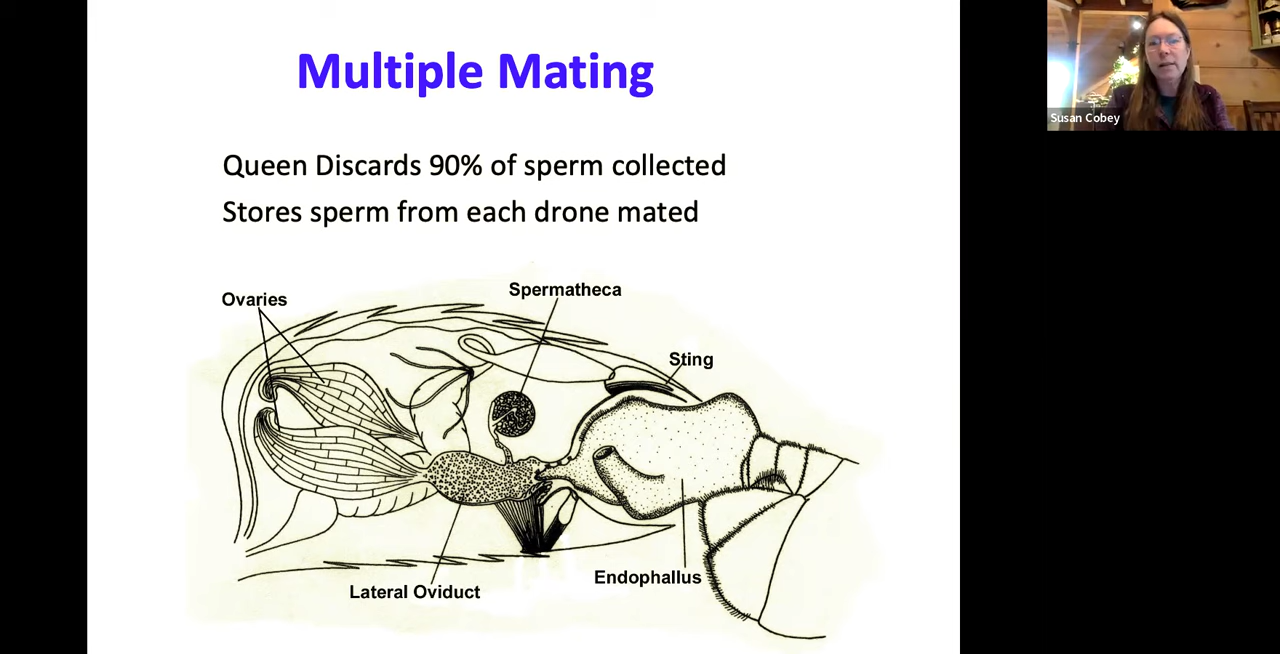 Multiple Mating
Susan Cobey
Queen Discards 90% of sperm collected
Stores sperm from each drone mated
Spermatheca
Ovaries
Sting
Endophallus
Lateral Oviduct